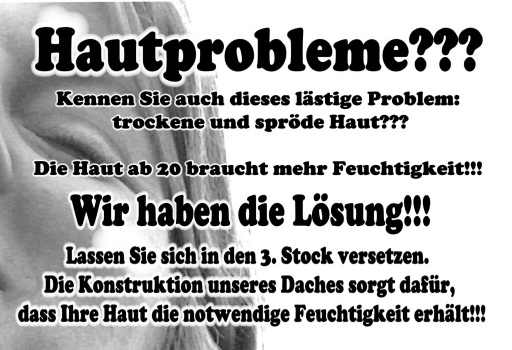 Hautprobleme???
Kennen Sie auch dieses lästige Problem:
trockene und spröde Haut???
Die Haut ab 20 braucht mehr Feuchtigkeit!!!
Wir haben die Lösung!!!
Lassen Sie sich in den 3. Stock versetzen.
Die Konstruktion unseres Daches sorgt dafür,
dass Ihre Haut die notwendige Feuchtigkeit erhält!!!